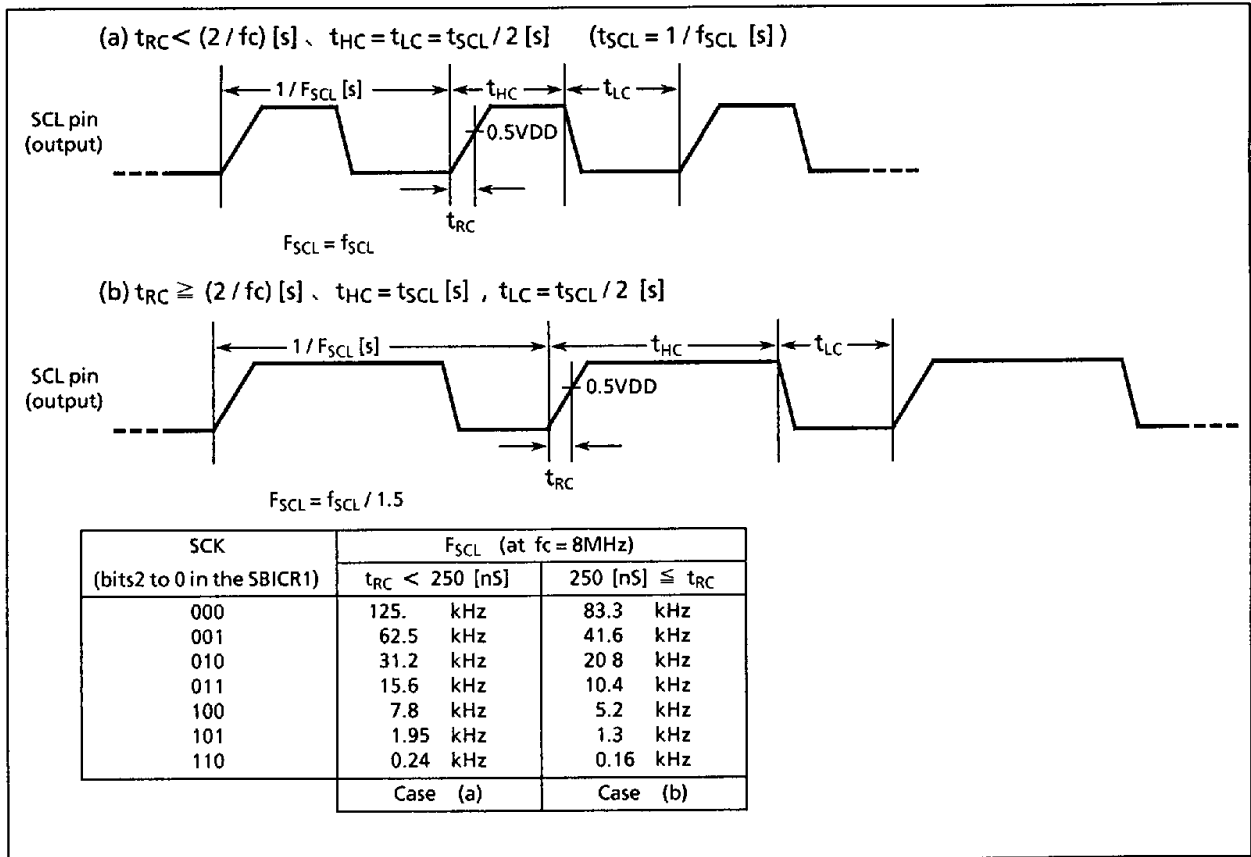 (a) tRC < (2 / fc) [s] 、 tHC = tLC = tSCL / 2 [s] (tSCL = 1 / fSCL [s] )
1 / FSCL [s] tHC tLC
SCL pin
(output)
0.5VDD
tRC
FSCL = fSCL
(b) tRC ≧ (2 / fc) [s] 、 tHC = tSCL [s] , tLC = tSCL / 2 [s]
1 / FSCL [s] tHC tLC
SCL pin
(output)
0.5VDD
tRC
FSCL = fSCL / 1.5
SCK FSCL (at fc = 8MHz)
(bits2 to 0 in the SBICR1) tRC < 250 [nS] 250 [nS] ≦ tRC
000 125. kHz 83.3 kHz
001 62.5 kHz 41.6 kHz
010 31.2 kHz 20 8 kHz
011 15.6 kHz 10.4 kHz
100 7.8 kHz 5.2 kHz
101 1.95 kHz 1.3 kHz
110 0.24 kHz 0.16 kHz
Case (a) Case (b)